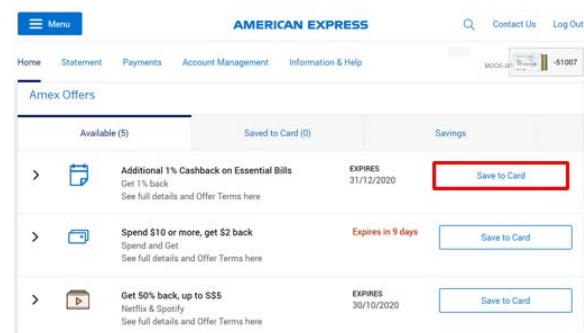 Menu
AMERICAN EXPRESS
Contact Us
Log Out
Home
Statement
Payments
Account Management
Information & Help
MOCK-UP
-51007
Amex Offers
Available (5)
Saved to Card (0)
Savings
Additional 1% Cashback on Essential Bills
Get 1% back
See full details and Offer Terms here
EXPIRES
31/12/2020
Save to Card
Spend $10 or more, get $2 back
Spend and Get
See full details and Offer Terms here
Expires in 9 days
Save to Card
Get 50% back, up to S$5
Netflix & Spotify
See full details and Offer Terms here
EXPIRES
30/10/2020
Save to Card